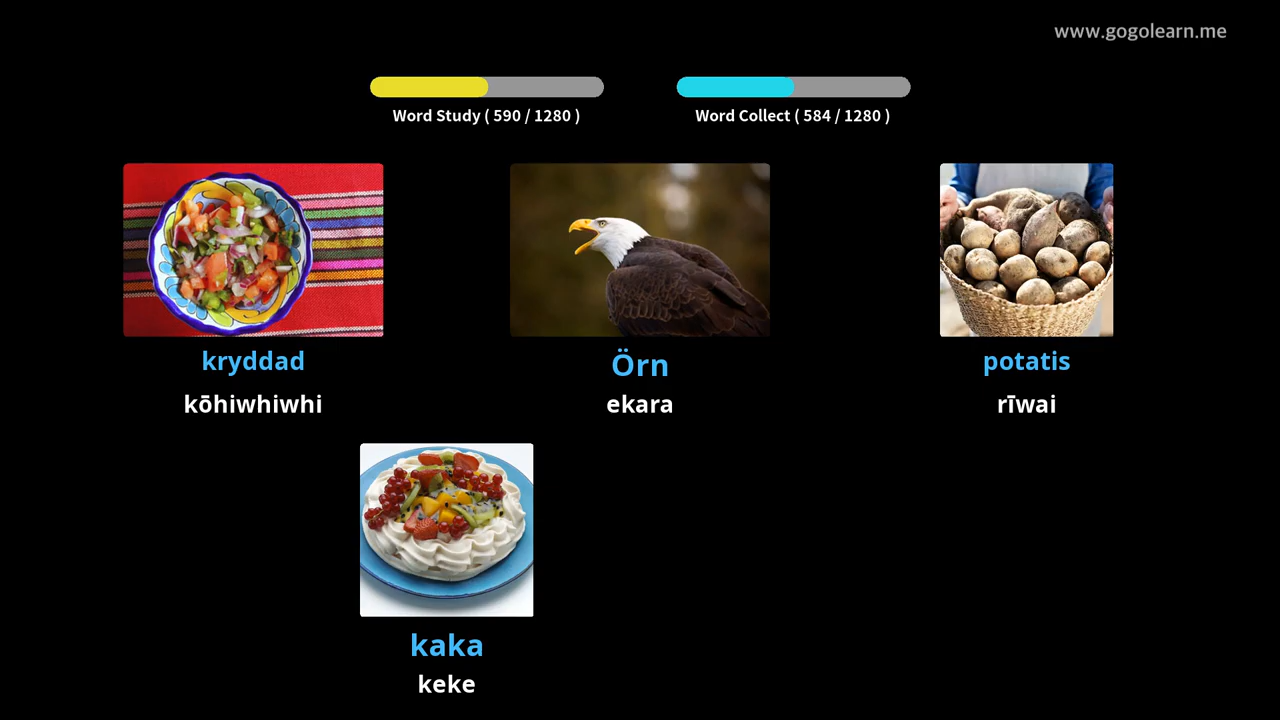 www.gogolearn.me
Word Study ( 590 / 1280 )
Word Collect ( 584 / 1280 )
kryddad
Örn
potatis
kōhiwhiwhi
ekara
rīwai
kaka
keke